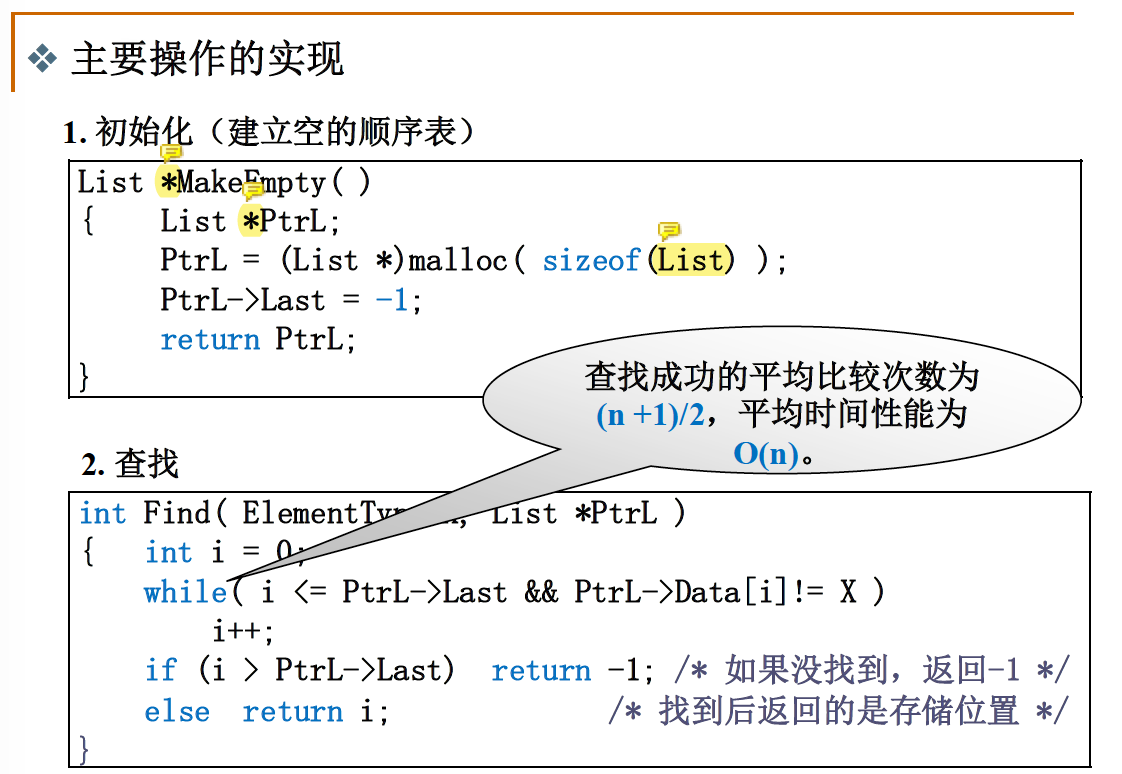 主要操作的实现
1. 初始化（建立空的顺序表）
List *MakeEmpty( )
{ List *PtrL;
PtrL = (List *)malloc( sizeof(List) );
PtrL->Last = -1;
return PtrL;
}
查找成功的平均比较次数为
(n +1)/2，平均时间性能为
O(n)。
2. 查找
int Find( List *PtrL )
{ int i = 0;
while( i <= PtrL->Last && PtrL->Data[i]!= X )
i++;
if (i > PtrL->Last) return -1; /* 如果没找到，返回-1 */
else return i; /* 找到后返回的是存储位置 */
}